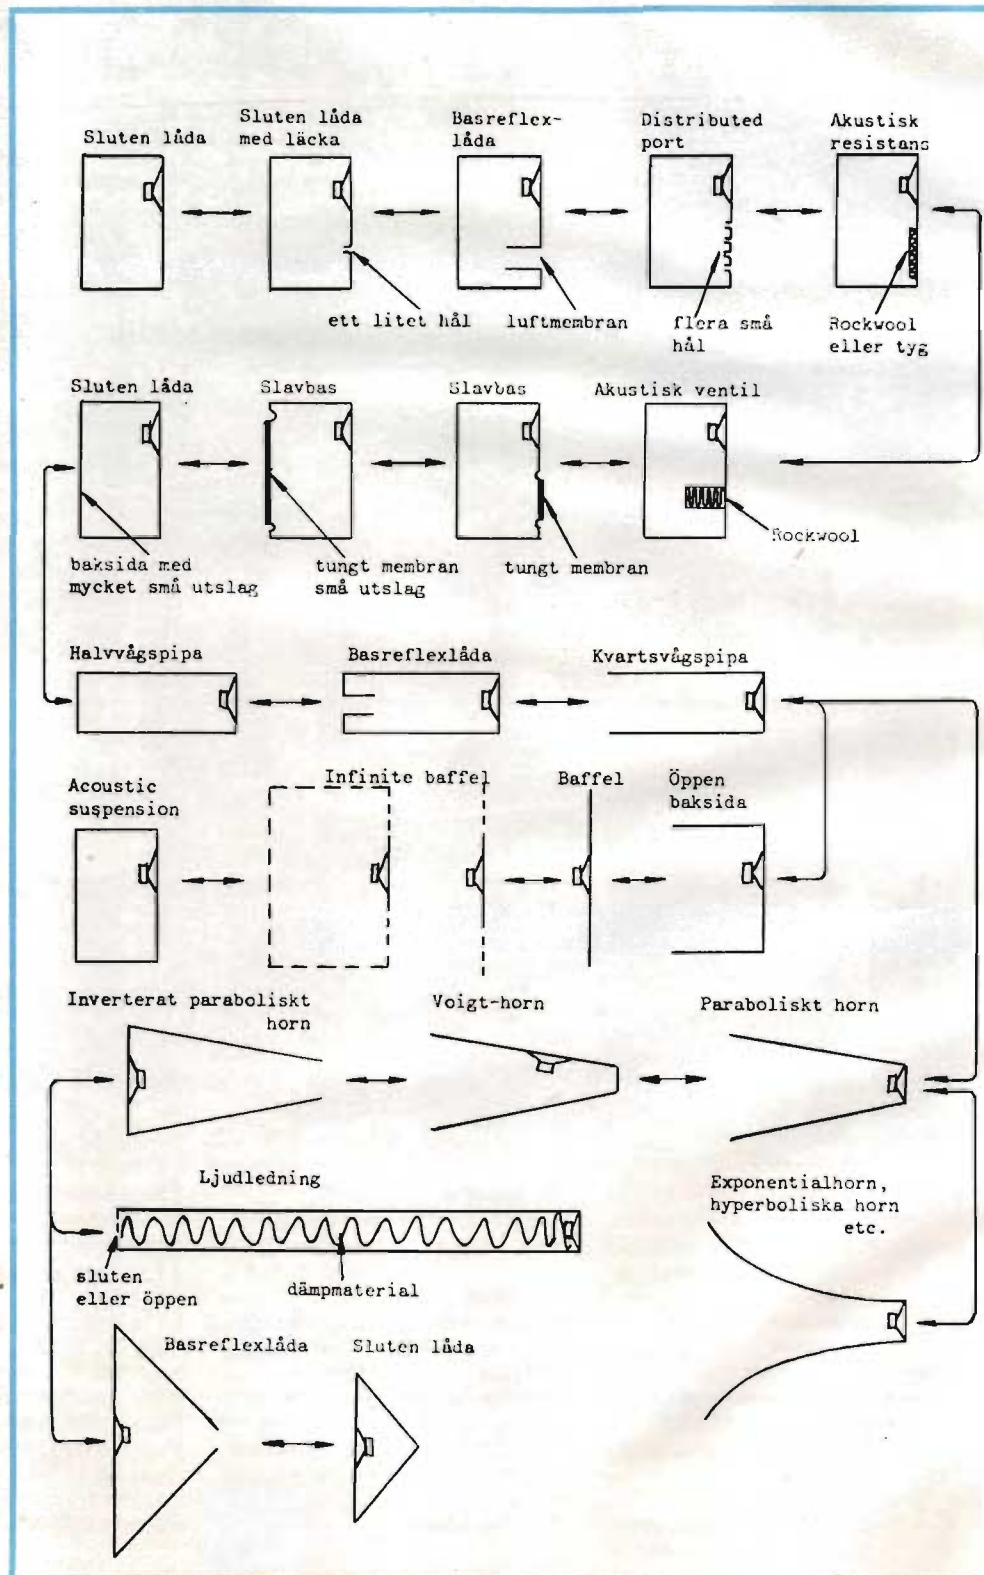 Sluten låda
Sluten låda
med läcka
Basreflex-
låda
Distributed
port
Akustisk
resistans
ett litet hål
luftmembran
flera små
hål
Rockwool
eller tyg
Sluten låda
Slavbas
Slavbas
Akustisk ventil
baksida med
mycket små utslag
tungt membran
små utslag
tungt membran
Rockwool
Halvvågspipa
Basreflexlåda
Kvartsvågspipa
Acoustic
suspension
Infinite baffel
Baffel
Öppen
baksida
Inverterat paraboliskt
horn
Voigt-horn
Paraboliskt horn
Ljudledning
Exponentialhorn,
hyperboliska horn
etc.
sluten
eller öppen
dämpmaterial
Basreflexlåda
Sluten låda